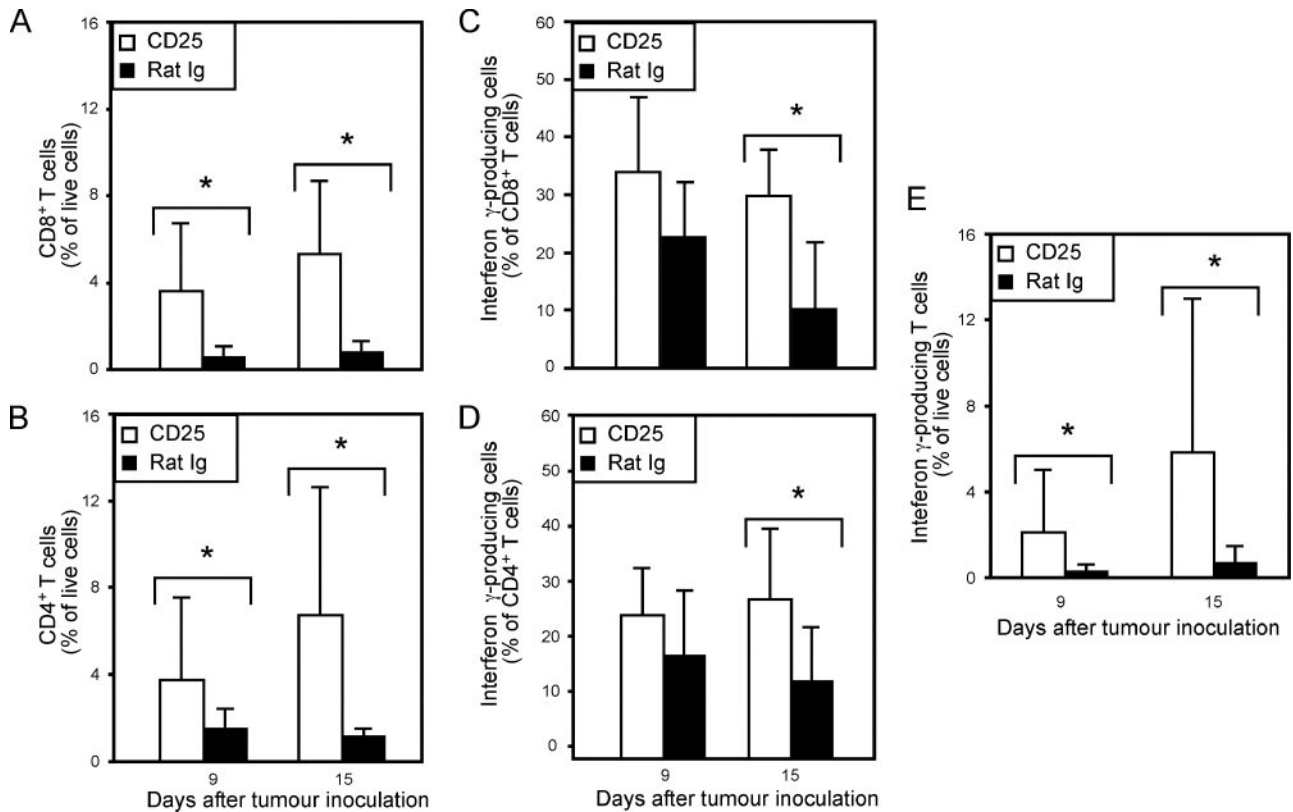 A
16
12
8
4
0
CD8+ T cells
(% of live cells)
CD25
Rat Ig
*
*
B
16
12
8
4
0
CD4+ T cells
(% of live cells)
CD25
Rat Ig
*
*
9
15
Days after tumour inoculation
C
60
50
40
30
20
10
0
Interferon γ-producing cells
(% of CD8+ T cells)
CD25
Rat Ig
*
D
60
50
40
30
20
10
0
Interferon γ-producing cells
(% of CD4+ T cells)
CD25
Rat Ig
*
9
15
Days after tumour inoculation
E
16
12
8
4
0
Inteferon γ-producing T cells
(% of live cells)
CD25
Rat Ig
*
*
9
15
Days after tumour inoculation